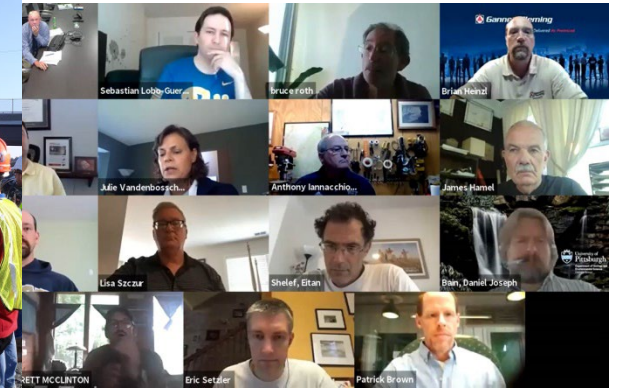 Sebastian Lobo-Guer...
bruce roth
Gannett Fleming
Brian Heinzl
Julie Vandenbossch...
Anthony Iannacchio...
James Hamel
Lisa Szczur
Shelef, Eitan
University of
Pittsburgh
Bain, Daniel Joseph
RETT MCCLINTON
Eric Setzler
Patrick Brown